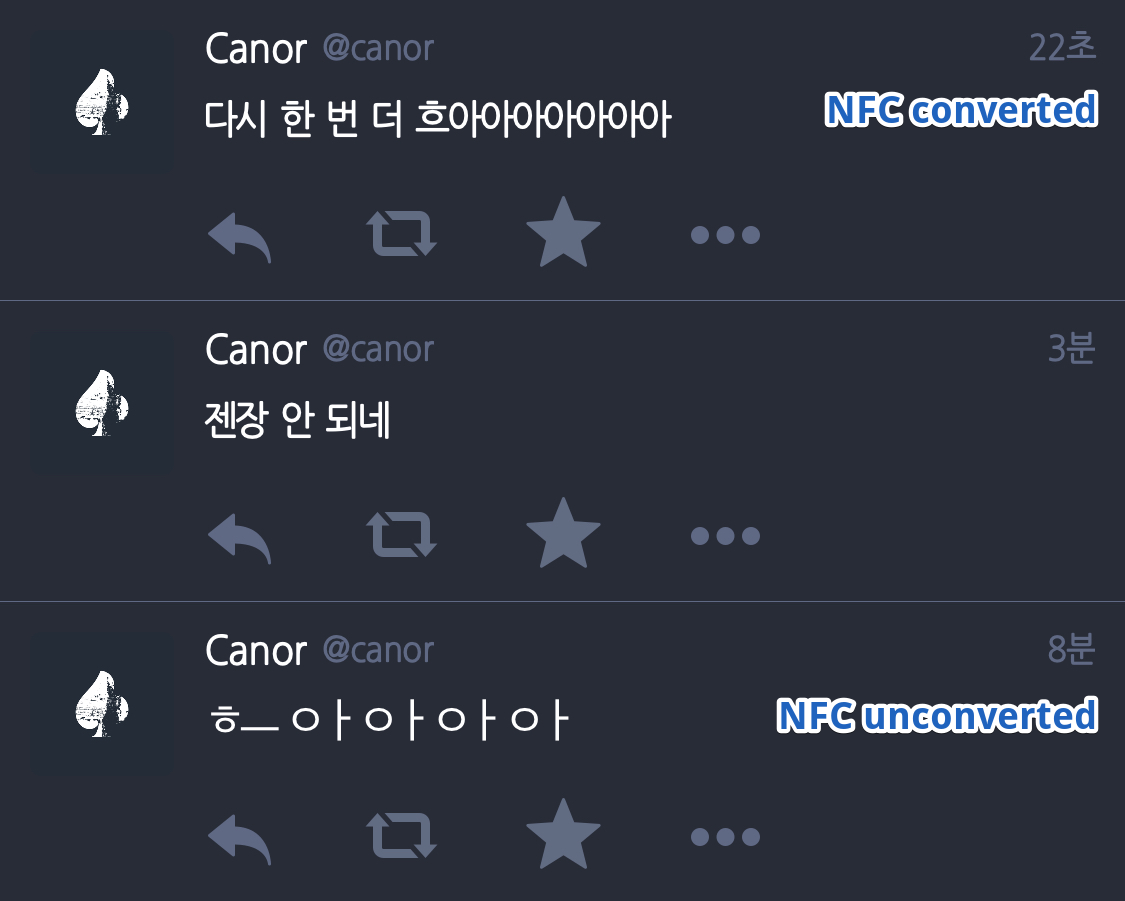 Canor @canor 22초
다시 한 번 더 흐아아아아아아아 NFC converted
Canor @canor 3분
젠장 안 되네
Canor @canor 8분
ㅎㅡㅇㅏㅇㅏㅇㅏㅇㅏ NFC unconverted